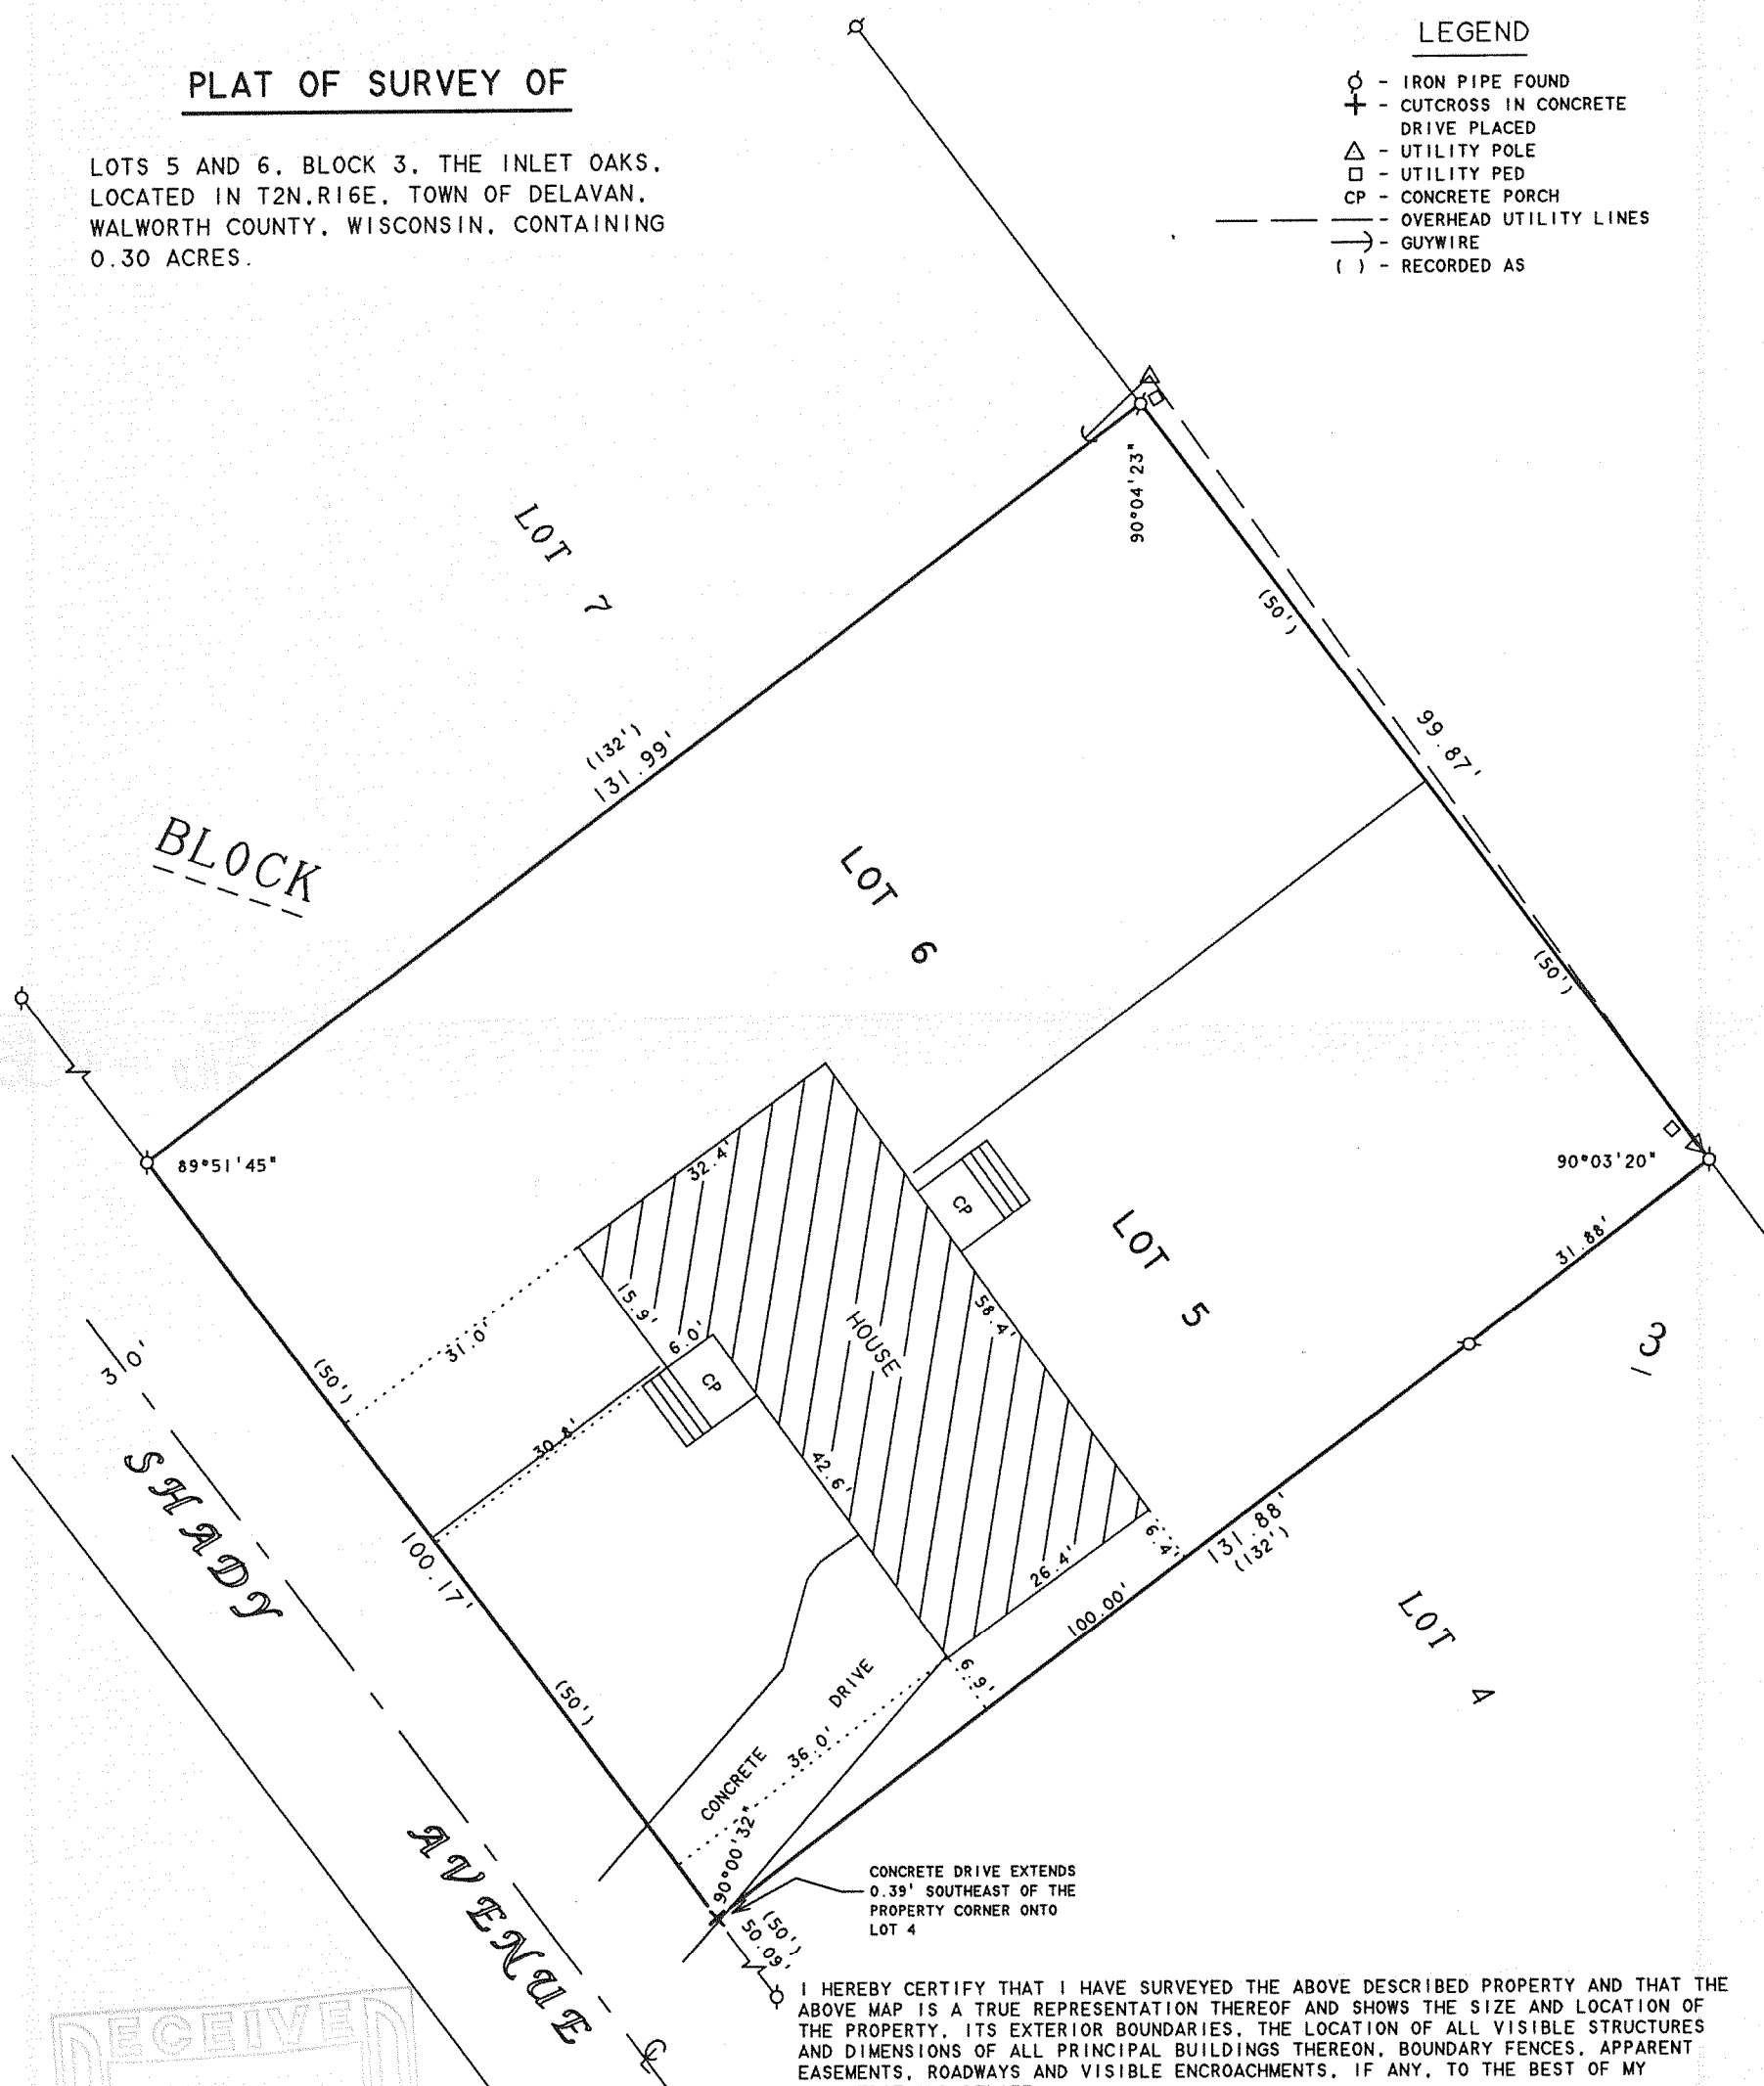 PLAT OF SURVEY OF
LOTS 5 AND 6, BLOCK 3, THE INLET OAKS,
LOCATED IN T2N,R16E, TOWN OF DELAVAN,
WALWORTH COUNTY, WISCONSIN, CONTAINING
0.30 ACRES.
LEGEND
- IRON PIPE FOUND
- CUTCROSS IN CONCRETE
DRIVE PLACED
- UTILITY POLE
- UTILITY PED
CP - CONCRETE PORCH
- OVERHEAD UTILITY LINES
- GUYWIRE
( ) - RECORDED AS
90°04'23"
LOT 7
(50')
(132')
131.99'
99.87'
BLOCK
LOT 6
(50')
89°51'45"
90°03'20"
32.4'
CP
LOT 5
31.88'
15.9'
6.0'
58.4'
HOUSE
31.0'
3
30'
(50')
CP
30.8'
42.6'
SHADY
100.17'
6.4'
131.88'
(132')
26.4'
100.00'
LOT 4
6.9'
(50')
CONCRETE DRIVE
36.0'
90°00'32"
AVENUE
CONCRETE DRIVE EXTENDS
0.39' SOUTHEAST OF THE
PROPERTY CORNER ONTO
LOT 4
(50')
50.09'
RECEIVED
I HEREBY CERTIFY THAT I HAVE SURVEYED THE ABOVE DESCRIBED PROPERTY AND THAT THE
ABOVE MAP IS A TRUE REPRESENTATION THEREOF AND SHOWS THE SIZE AND LOCATION OF
THE PROPERTY, ITS EXTERIOR BOUNDARIES, THE LOCATION OF ALL VISIBLE STRUCTURES
AND DIMENSIONS OF ALL PRINCIPAL BUILDINGS THEREON, BOUNDARY FENCES, APPARENT
EASEMENTS, ROADWAYS AND VISIBLE ENCROACHMENTS, IF ANY, TO THE BEST OF MY